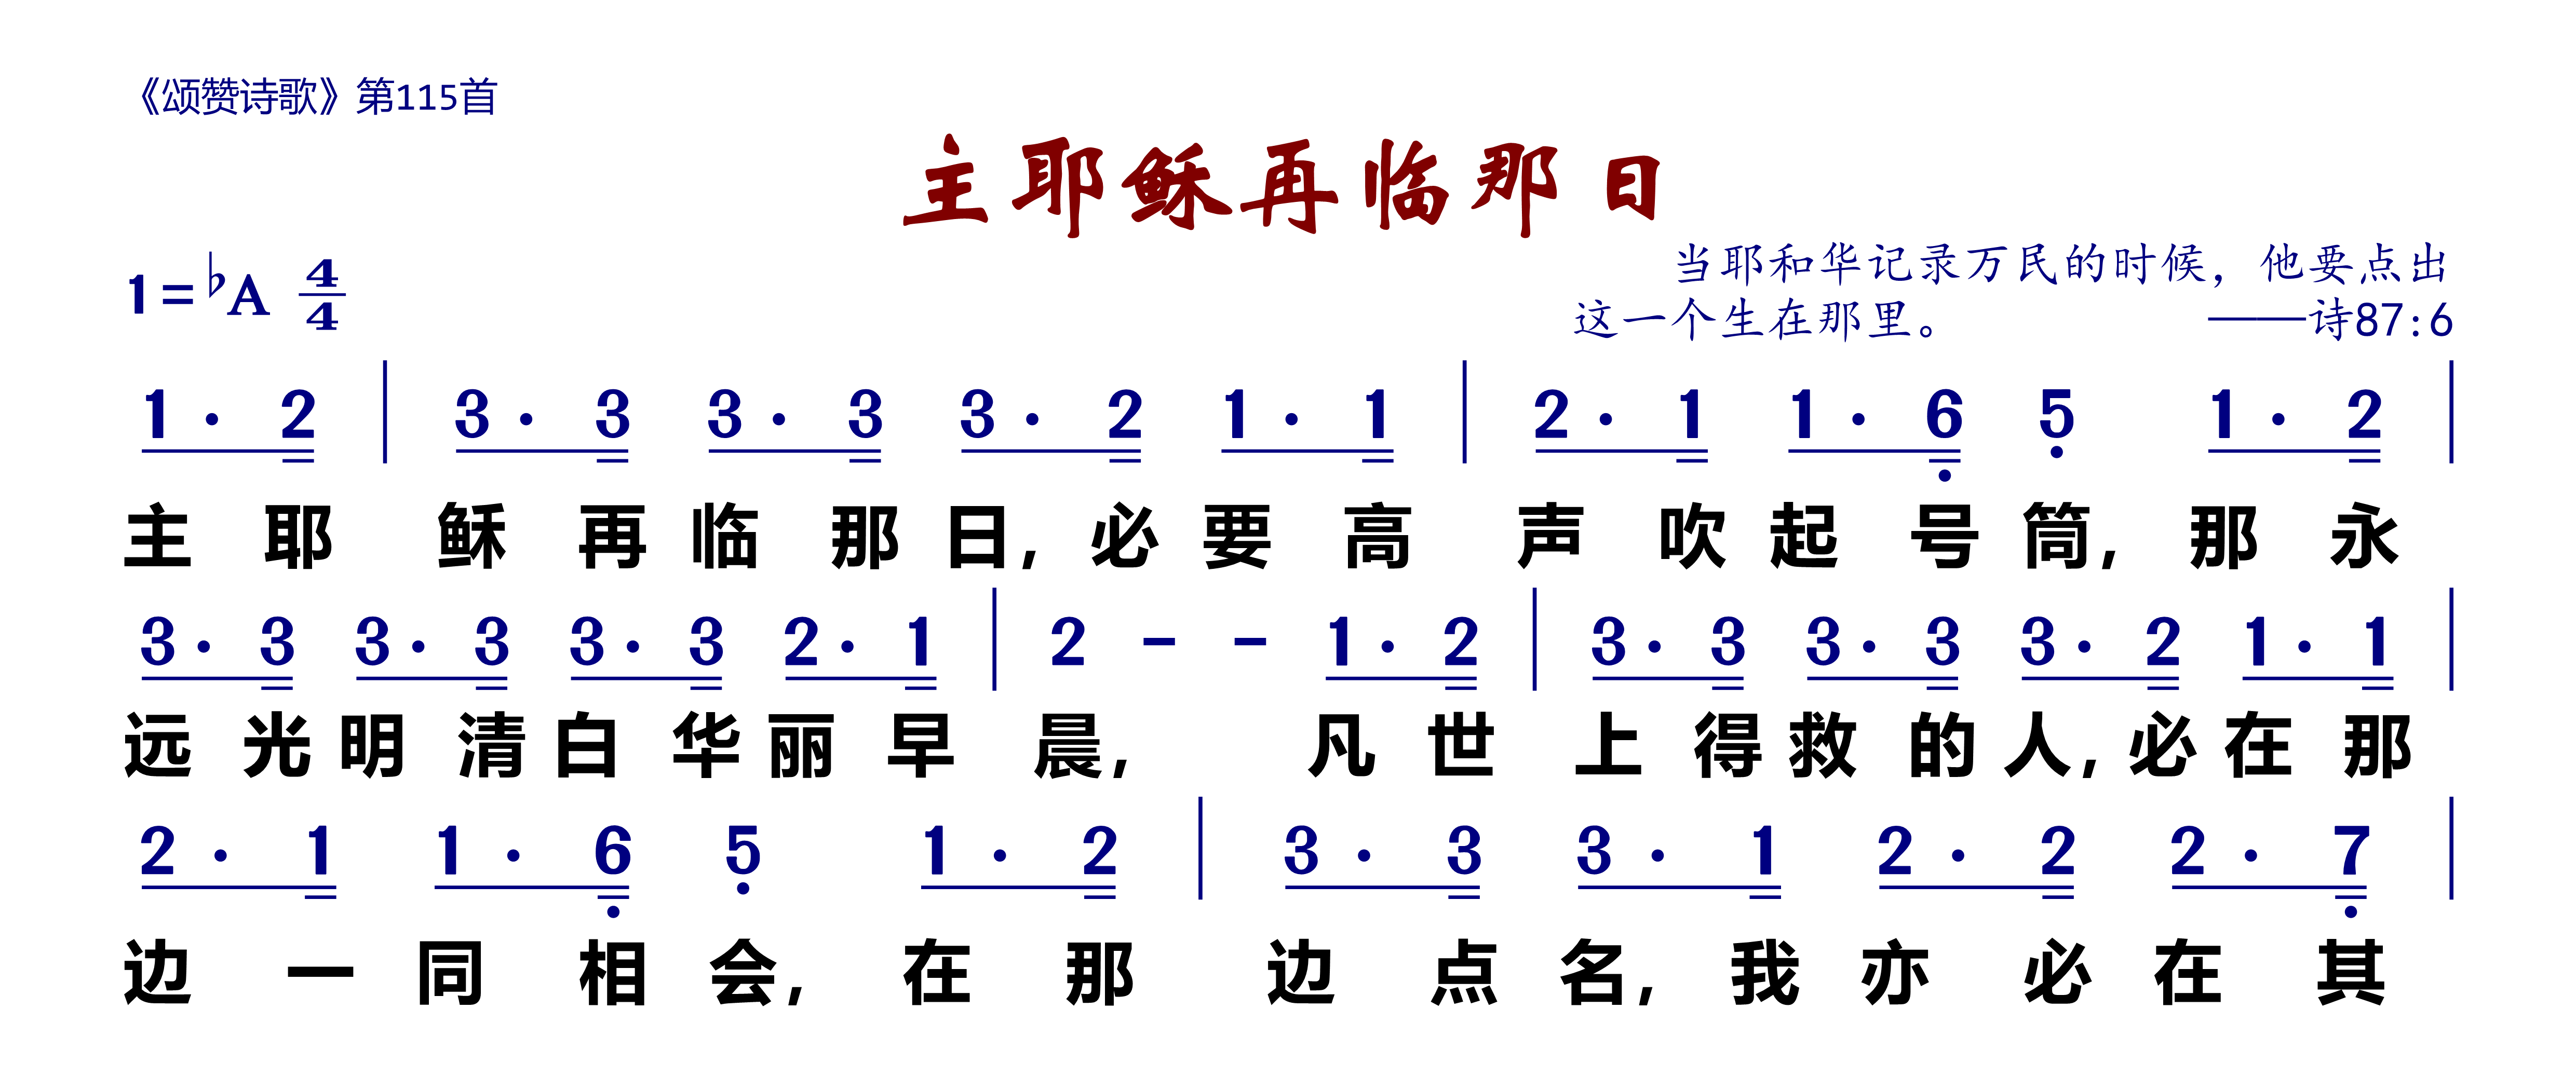 《颂赞诗歌》第115首
主耶稣再临那日
1=♭A 4/4
当耶和华记录万民的时候，他要点出
这一个生在那里。 ——诗87:6
1· 2 | 3· 3 3· 3 3· 2 1· 1 | 2· 1 1· 6̣ 5̣ 1· 2 |
主耶稣再临那日，必要高声吹起号筒，那永
3· 3 3· 3 3· 3 2· 1 | 2 - - 1· 2 | 3· 3 3· 3 3· 2 1· 1 |
远光明清白华丽早晨，凡世上得救的人，必在那
2· 1 1· 6̣ 5̣ 1· 2 | 3· 3 3· 1 2· 2 2· 7̣ |
边一同相会，在那边点名，我亦必在其